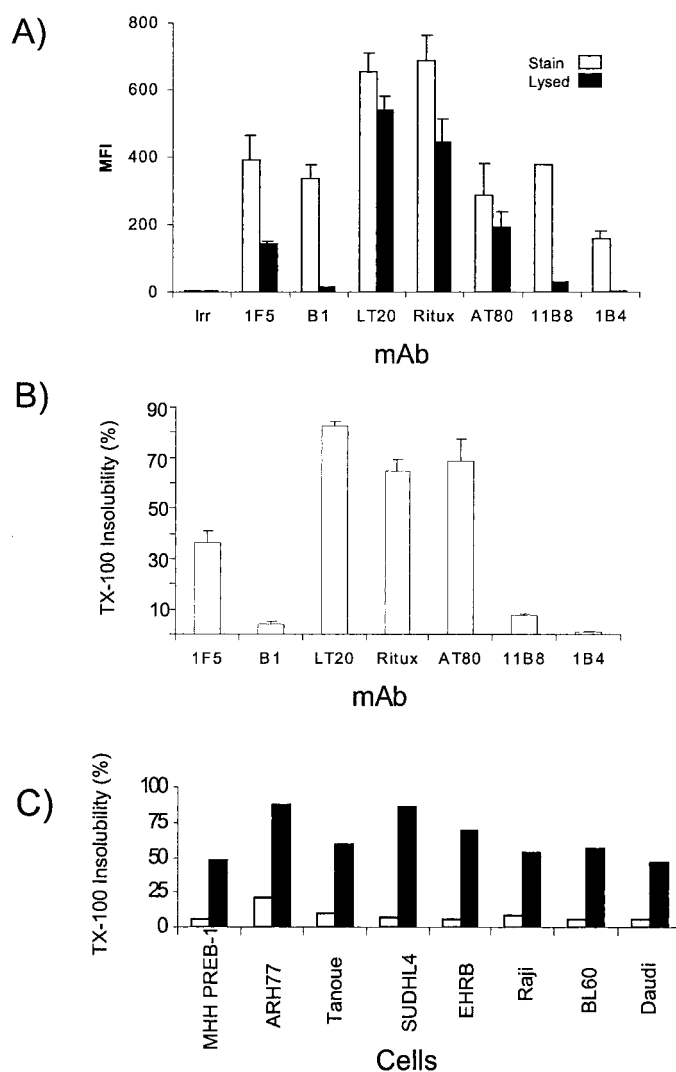 A)
800
600
400
200
0
MFI
Stain
Lysed
Irr 1F5 B1 LT20 Ritux AT80 11B8 1B4
mAb
B)
90
70
50
30
10
TX-100 Insolubility (%)
1F5 B1 LT20 Ritux AT80 11B8 1B4
mAb
C)
100
75
50
25
0
TX-100 Insolubility (%)
MHH PREB-1
ARH77
Tanoue
SUDHL4
EHRB
Raji
BL60
Daudi
Cells